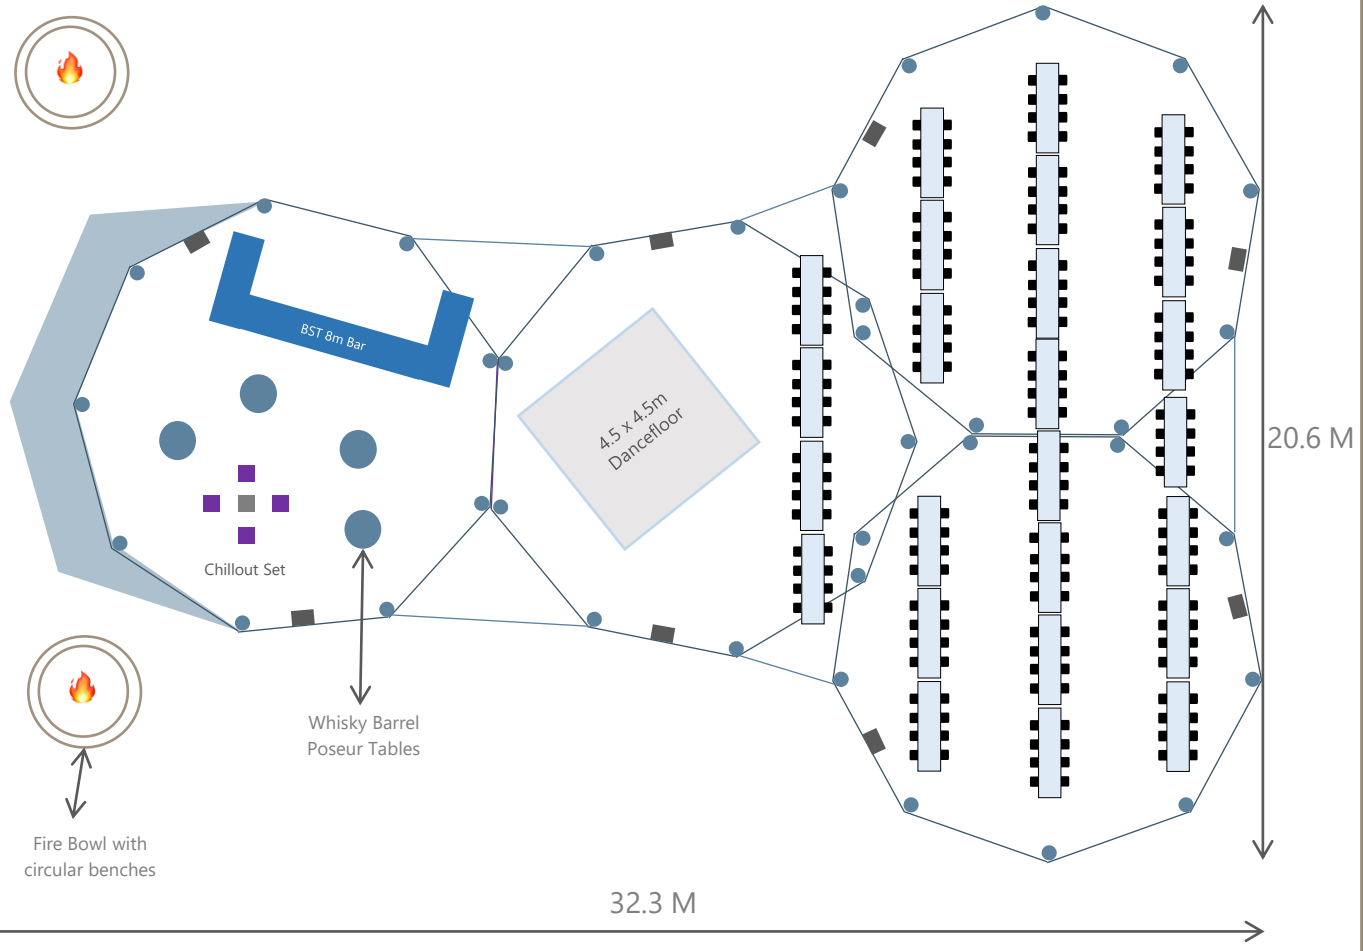 BST 8m Bar
4.5 x 4.5m
Dancefloor
20.6 M
Chillout Set
Whisky Barrel
Poseur Tables
Fire Bowl with
circular benches
32.3 M